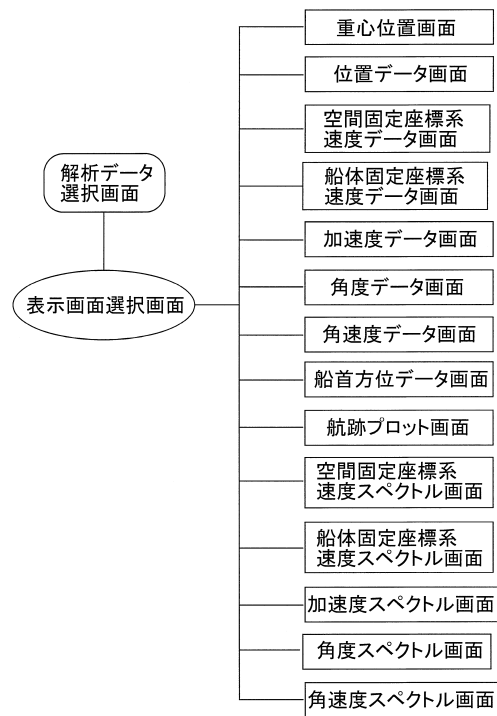 解析データ
選択画面
表示画面選択画面
重心位置画面
位置データ画面
空間固定座標系
速度データ画面
船体固定座標系
速度データ画面
加速度データ画面
角度データ画面
角速度データ画面
船首方位データ画面
航跡プロット画面
空間固定座標系
速度スペクトル画面
船体固定座標系
速度スペクトル画面
加速度スペクトル画面
角度スペクトル画面
角速度スペクトル画面